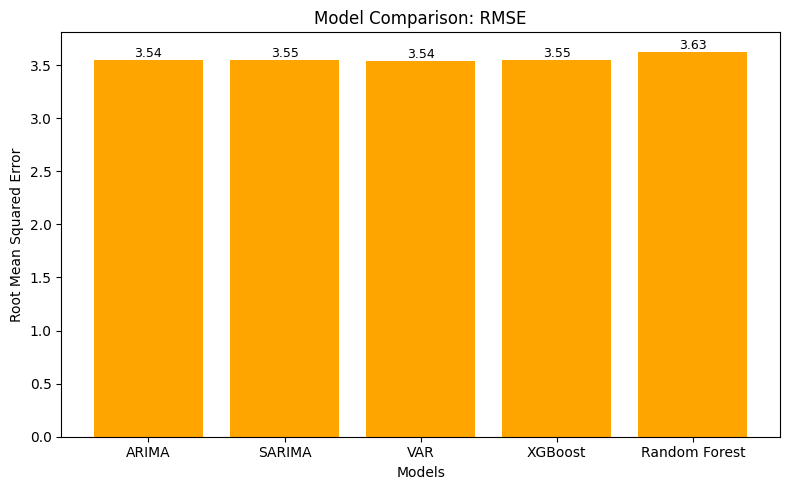 Model Comparison: RMSE
3.54
3.55
3.54
3.55
3.63
Root Mean Squared Error
3.5
3.0
2.5
2.0
1.5
1.0
0.5
0.0
ARIMA
SARIMA
VAR
XGBoost
Random Forest
Models